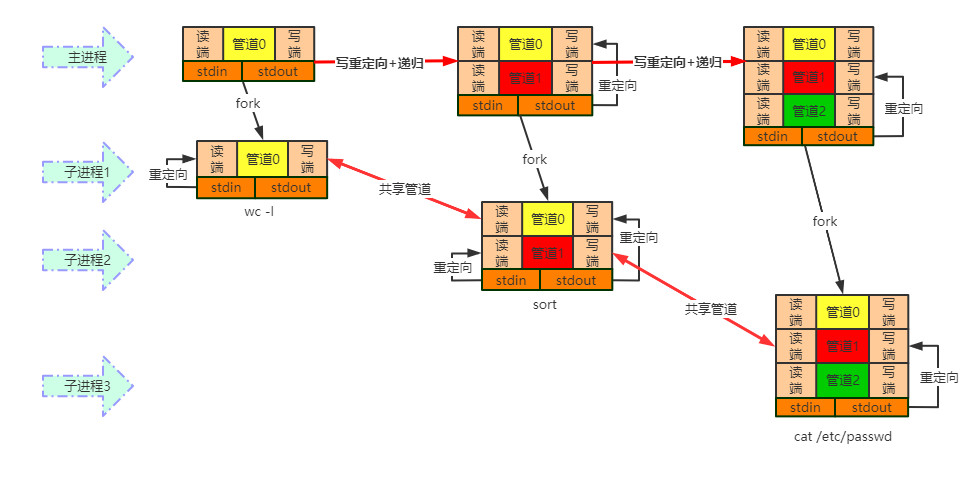 主进程
读端 管道0 写端
stdin stdout
写重定向+递归
读端 管道0 写端
读端 管道1 写端
stdin stdout
重定向
写重定向+递归
读端 管道0 写端
读端 管道1 写端
读端 管道2 写端
stdin stdout
重定向
fork
fork
fork
子进程1
重定向
读端 管道0 写端
stdin stdout
wc -l
共享管道
子进程2
重定向
读端 管道0 写端
读端 管道1 写端
stdin stdout
重定向
sort
共享管道
子进程3
读端 管道0 写端
读端 管道1 写端
读端 管道2 写端
stdin stdout
重定向
cat /etc/passwd